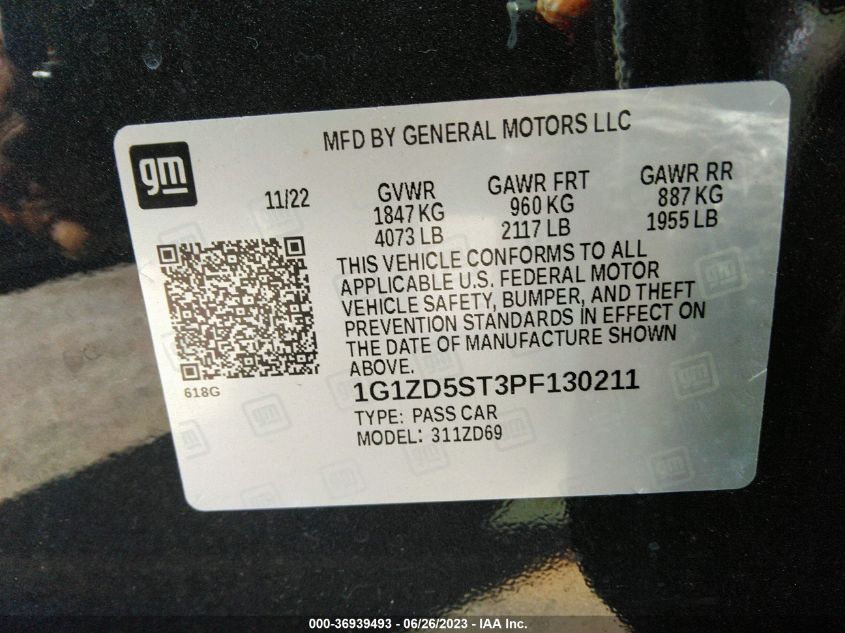 MFD BY GENERAL MOTORS LLC
gm
11/22
GVWR
1847 KG
4073 LB
GAWR FRT
960 KG
2117 LB
GAWR RR
887 KG
1955 LB
THIS VEHICLE CONFORMS TO ALL
APPLICABLE U.S. FEDERAL MOTOR
VEHICLE SAFETY, BUMPER, AND THEFT
PREVENTION STANDARDS IN EFFECT ON
THE DATE OF MANUFACTURE SHOWN
ABOVE.
618G
1G1ZD5ST3PF130211
TYPE: PASS CAR
MODEL: 311ZD69
000-36939493 - 06/26/2023 - IAA Inc.